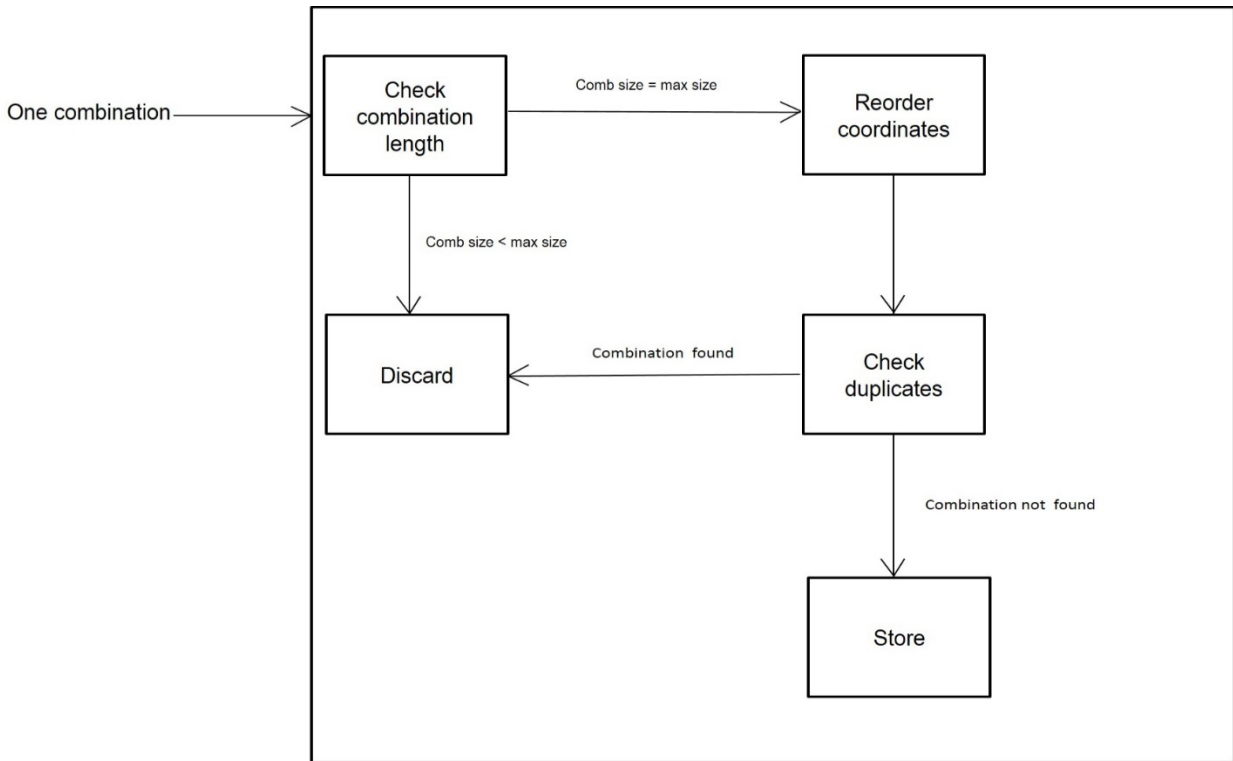 One combination
Check
combination
length
Comb size = max size
Reorder
coordinates
Comb size < max size
Discard
Combination  found
Check
duplicates
Combination not  found
Store